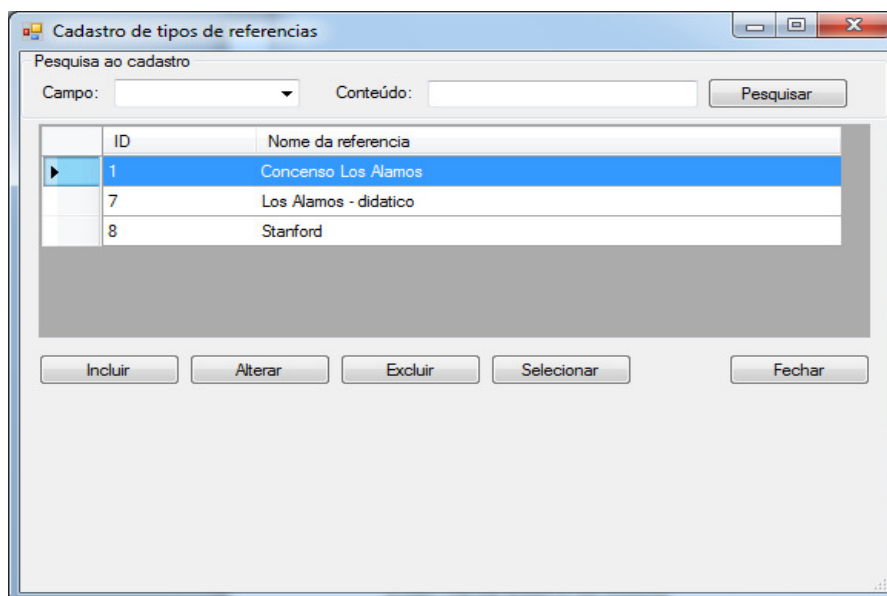 Cadastro de tipos de referencias
Pesquisa ao cadastro
Campo: Conteúdo: Pesquisar
ID Nome da referencia
1 Concenso Los Alamos
7 Los Alamos - didatico
8 Stanford
Incluir Alterar Excluir Selecionar Fechar